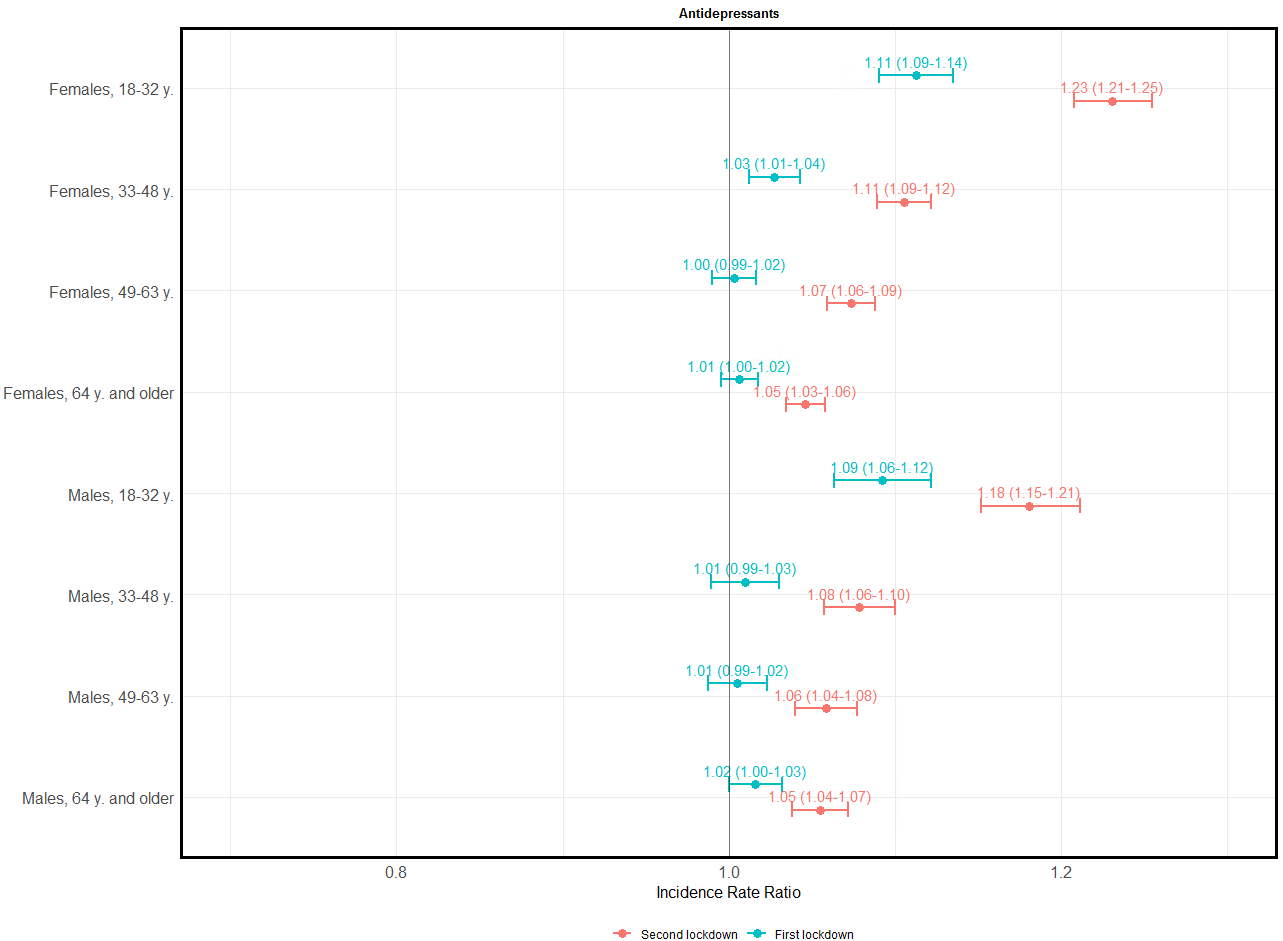 Antidepressants
1.11 (1.09-1.14)
Females, 18-32 y.
1.23 (1.21-1.25)
1.03 (1.01-1.04)
Females, 33-48 y.
1.11 (1.09-1.12)
1.00 (0.99-1.02)
Females, 49-63 y.
1.07 (1.06-1.09)
1.01 (1.00-1.02)
Females, 64 y. and older
1.05 (1.03-1.06)
1.09 (1.06-1.12)
Males, 18-32 y.
1.18 (1.15-1.21)
1.01 (0.99-1.03)
Males, 33-48 y.
1.08 (1.06-1.10)
1.01 (0.99-1.02)
Males, 49-63 y.
1.06 (1.04-1.08)
1.02 (1.00-1.03)
Males, 64 y. and older
1.05 (1.04-1.07)
0.8 1.0 1.2
Incidence Rate Ratio
Second lockdown First lockdown